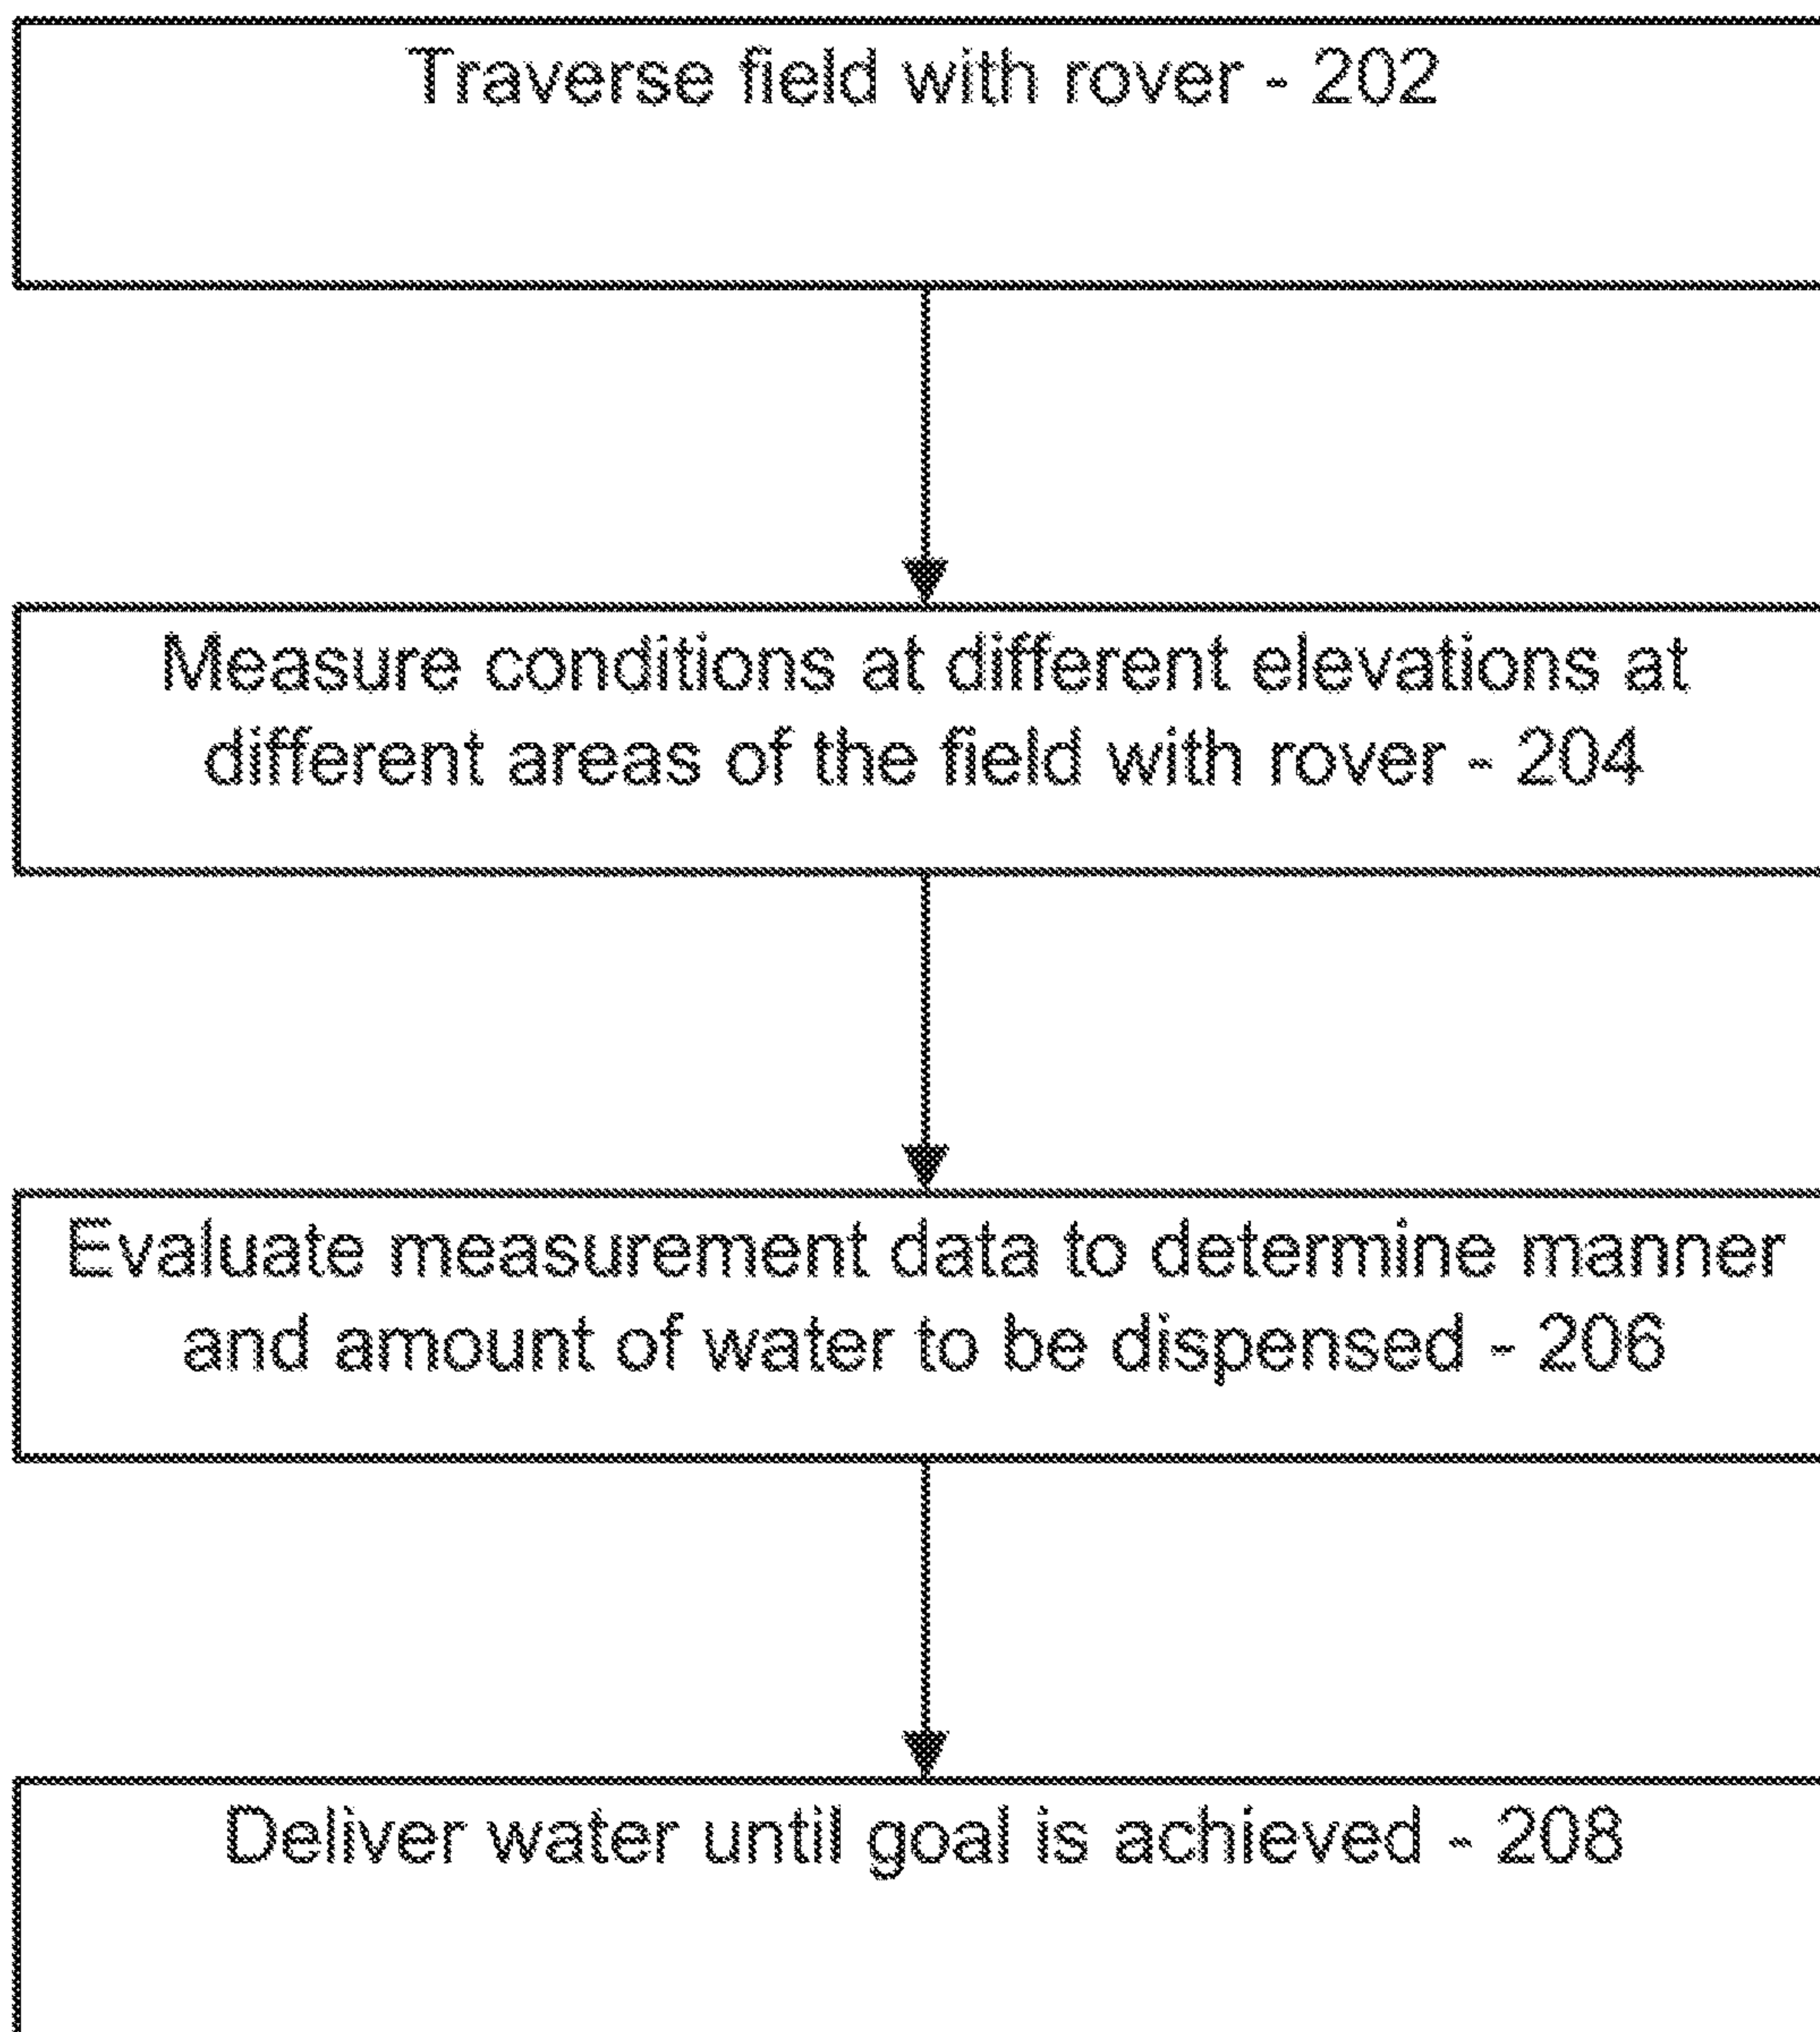 Traverse field with rover - 202
Measure conditions at different elevations at
different areas of the field with rover - 204
Evaluate measurement data to determine manner
and amount of water to be dispensed - 206
Deliver water until goal is achieved - 208